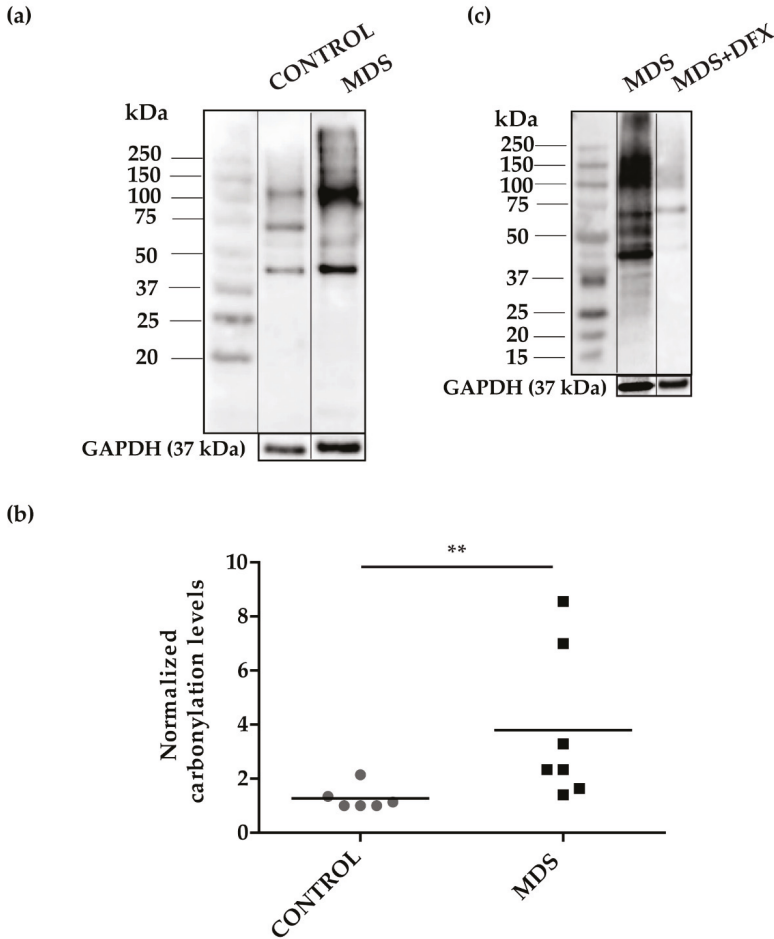 (a)
CONTROL
MDS
kDa
250
150
100
75
50
37
25
20
GAPDH (37 kDa)
(c)
MDS
MDS+DFX
kDa
250
150
100
75
50
37
25
20
15
GAPDH (37 kDa)
(b)
**
Normalized
carbonylation levels
10
8
6
4
2
0
CONTROL
MDS